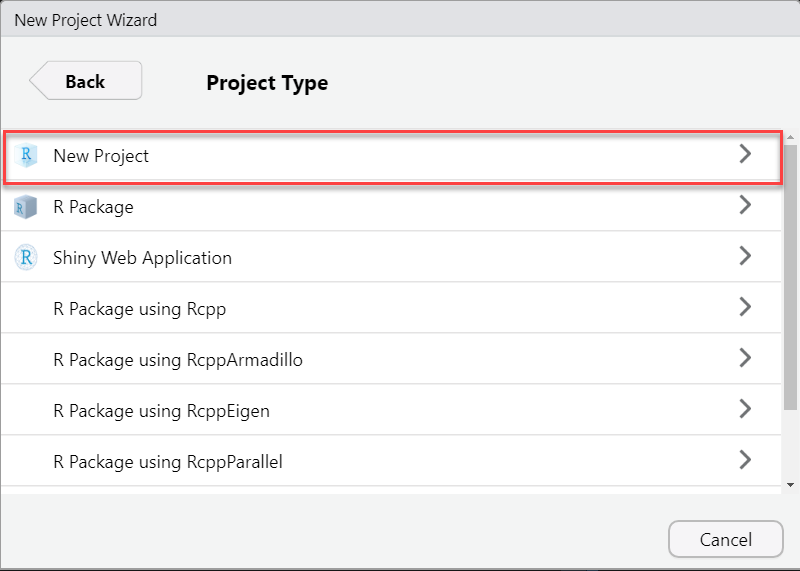 New Project Wizard
Back
Project Type
R New Project
R R Package
R Shiny Web Application
R Package using Rcpp
R Package using RcppArmadillo
R Package using RcppEigen
R Package using RcppParallel
Cancel